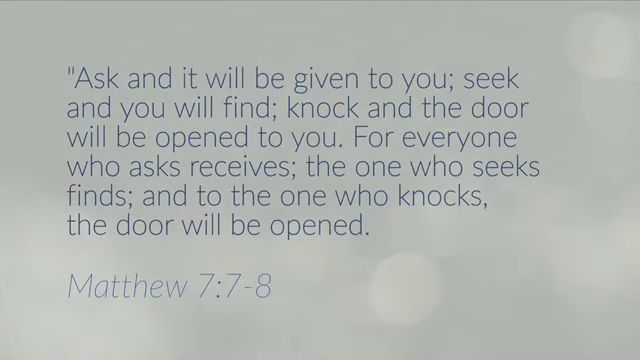 "Ask and it will be given to you; seek
and you will find; knock and the door
will be opened to you. For everyone
who asks receives; the one who seeks
finds; and to the one who knocks,
the door will be opened.
Matthew 7:7-8